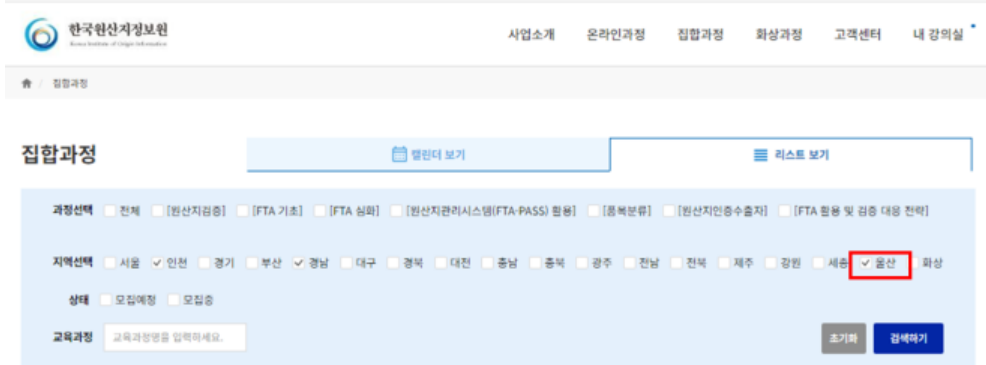 한국원산지정보원
Korea Institute of Origin Information
사업소개 온라인과정 집합과정 화상과정 고객센터 내 강의실
/ 집합과정
집합과정
캘린더 보기 리스트 보기
과정선택 전체 [원산지검증] [FTA 기초] [FTA 심화] [원산지관리시스템(FTA-PASS) 활용] [품목분류] [원산지인증수출자] [FTA 활용 및 검증 대응 전략]
지역선택 서울 인천 경기 부산 경남 대구 경북 대전 충남 충북 광주 전남 전북 제주 강원 세종 울산 화상
상태 모집예정 모집중
교육과정 교육과정명을 입력하세요. 초기화 검색하기